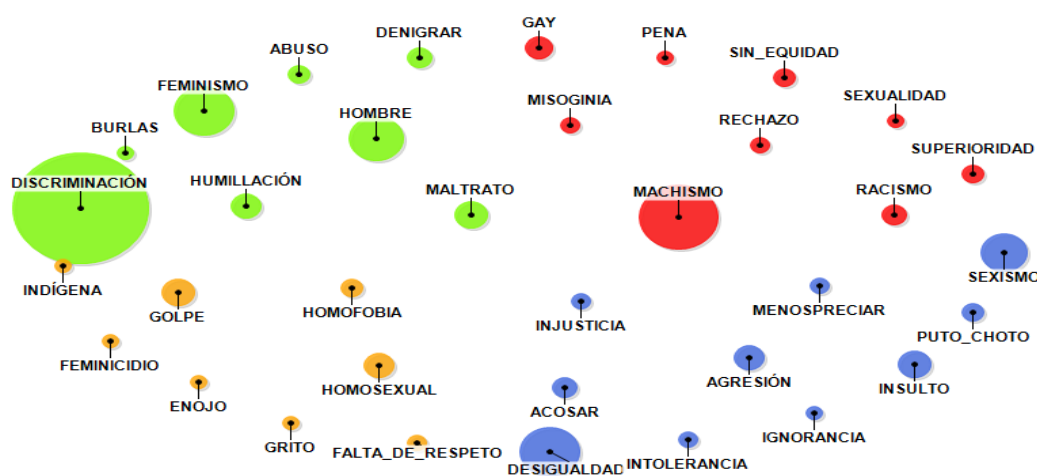 GAY
PENA
DENIGRAR
ABUSO
SIN_EQUIDAD
FEMINISMO
SEXUALIDAD
MISOGINIA
HOMBRE
RECHAZO
BURLAS
SUPERIORIDAD
DISCRIMINACIÓN
HUMILLACIÓN
MALTRATO
MACHISMO
RACISMO
SEXISMO
INDÍGENA
GOLPE
HOMOFOBIA
INJUSTICIA
MENOSPRECIAR
PUTO_CHOTO
FEMINICIDIO
HOMOSEXUAL
AGRESIÓN
INSULTO
ENOJO
ACOSAR
IGNORANCIA
GRITO
FALTA_DE_RESPETO
DESIGUALDAD
INTOLERANCIA